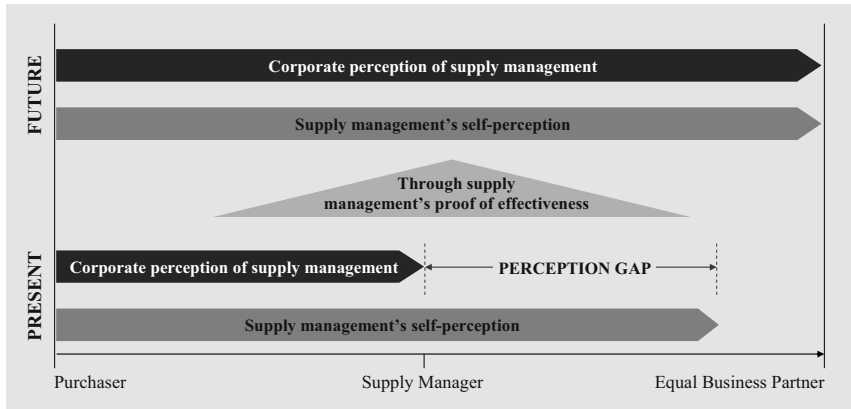 FUTURE
Corporate perception of supply management
Supply management’s self-perception
Through supply
management’s proof of effectiveness
PRESENT
Corporate perception of supply management
PERCEPTION GAP
Supply management’s self-perception
Purchaser
Supply Manager
Equal Business Partner